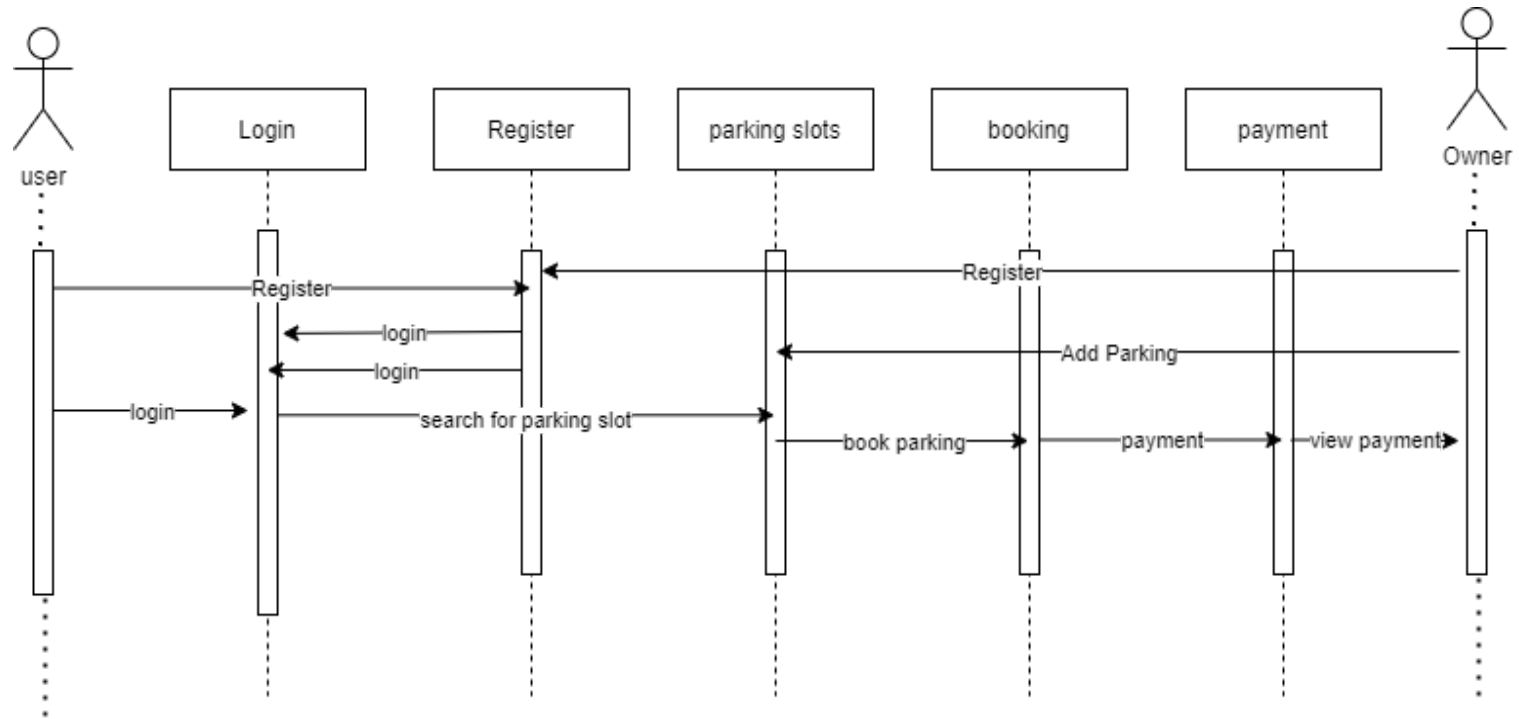 user
Login
Register
parking slots
booking
payment
Owner
Register
Register
login
Add Parking
login
login
search for parking slot
book parking
payment
view payment